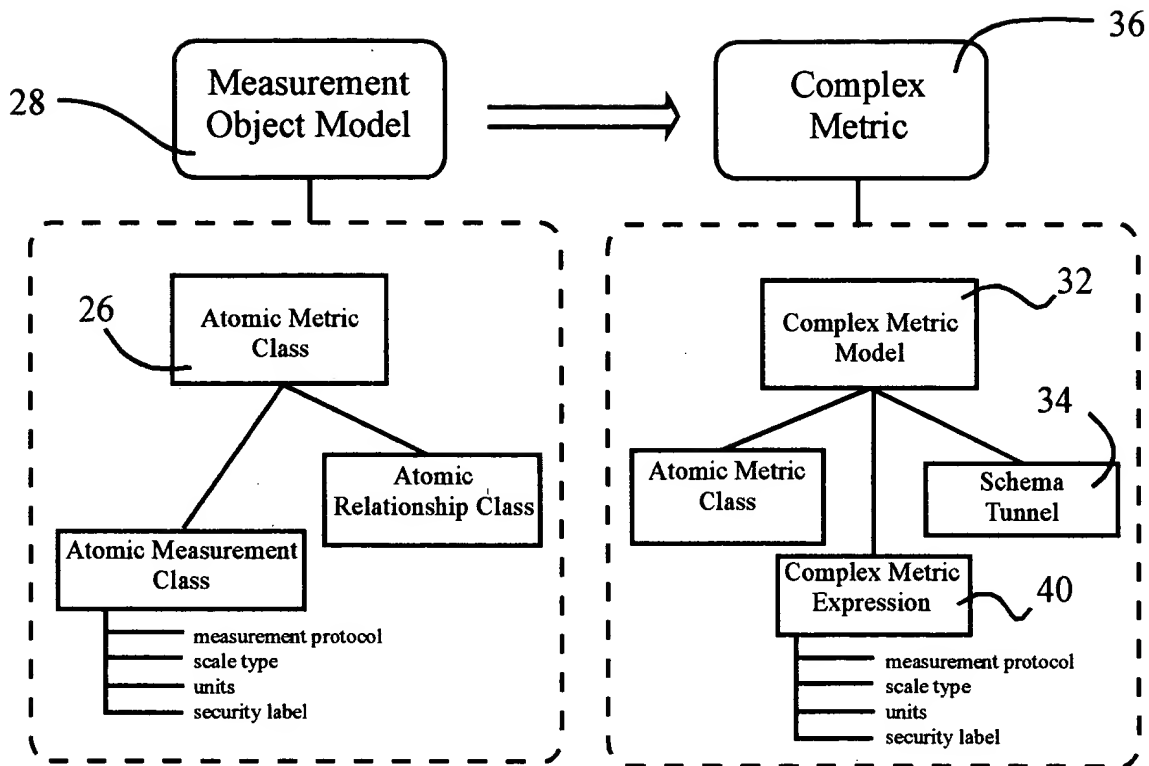 36
Measurement
Object Model
28
Complex
Metric
26
Atomic Metric
Class
Atomic
Relationship Class
Atomic Measurement
Class
measurement protocol
scale type
units
security label
32
Complex Metric
Model
34
Atomic Metric
Class
Schema
Tunnel
Complex Metric
Expression
40
measurement protocol
scale type
units
security label